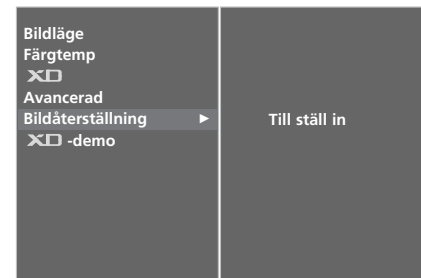 Bildläge
Färgtemp
XD
Avancerad
Bildåterställning
XD -demo
Till ställ in